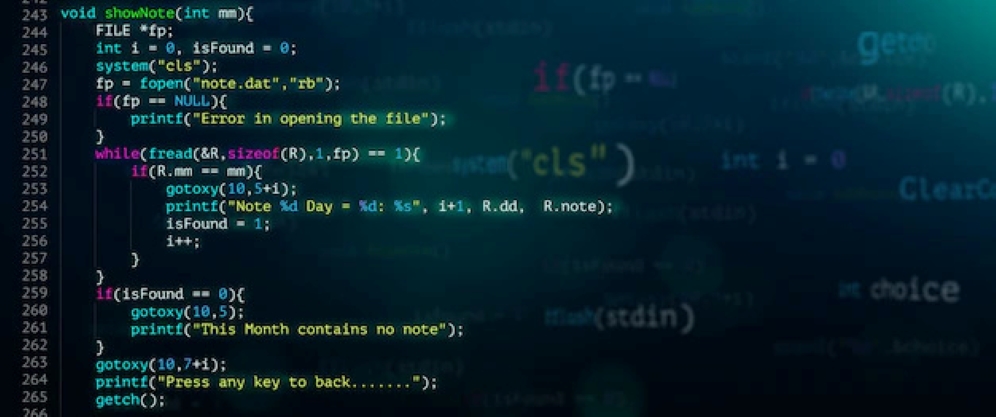 243 void showNote(int mm){
244 FILE *fp;
245 int i = 0, isFound = 0;
246 system("cls");
247 fp = fopen("note.dat","rb");
248 if(fp == NULL){
249 printf("Error in opening the file");
250 }
251 while(fread(&R,sizeof(R),1,fp) == 1){
252 if(R.mm == mm){
253 gotoxy(10,5+i);
254 printf("Note %d Day = %d: %s", i+1, R.dd,  R.note);
255 isFound = 1;
256 i++;
257 }
258 }
259 if(isFound == 0){
260 gotoxy(10,5);
261 printf("This Month contains no note");
262 }
263 gotoxy(10,7+i);
264 printf("Press any key to back.......");
265 getch();
266
if(fp ==
system("cls")
int i = 0
(stdin)
int choice